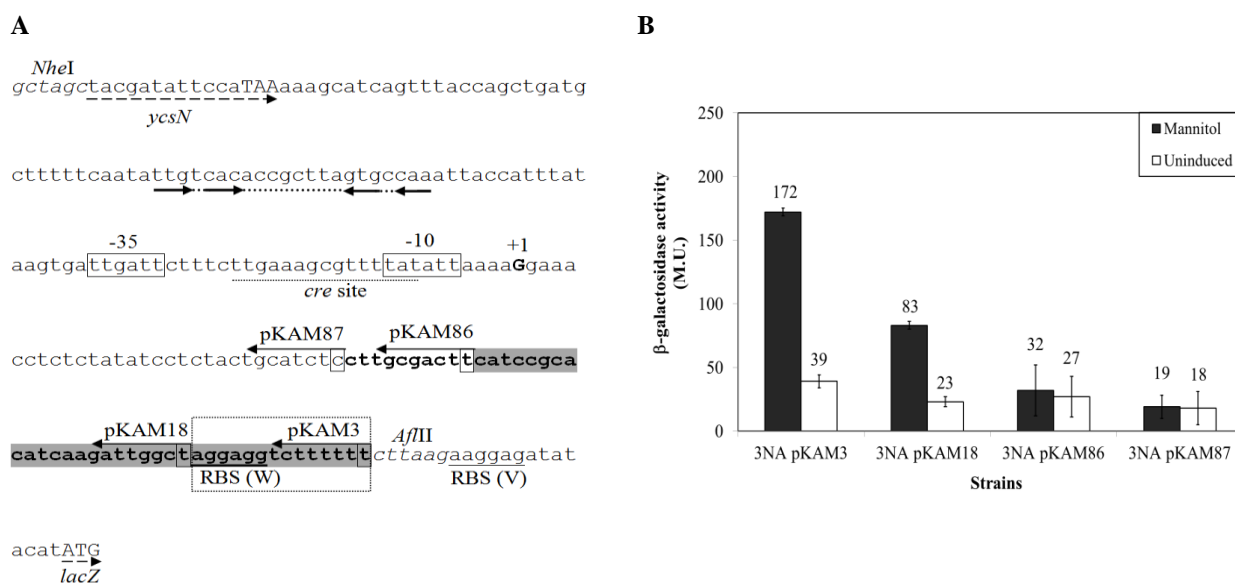 A
NheI
gctagctacgatattccaTAAaaagcatcagtttaccagctgatg
ycsN
ctttttcaatattgtcacaccgcttagtgccaaattaccatttat
-35 -10 +1
aagtgattgattctttcttgaaagcgttttatattaaaaGgaaa
cre site
pKAM87 pKAM86
cctctctatatcctctactgcatctccttgcgacttcatccgca
pKAM18 pKAM3 AflII
catcaagattggctaggaggtcttttttcttaagaaggagatat
RBS (W) RBS (V)
acatATG
lacZ
B
250
200
150
100
50
0
β-galactosidase activity
(M.U.)
Mannitol
Uninduced
172
39
83
23
32
27
19
18
3NA pKAM3 3NA pKAM18 3NA pKAM86 3NA pKAM87
Strains